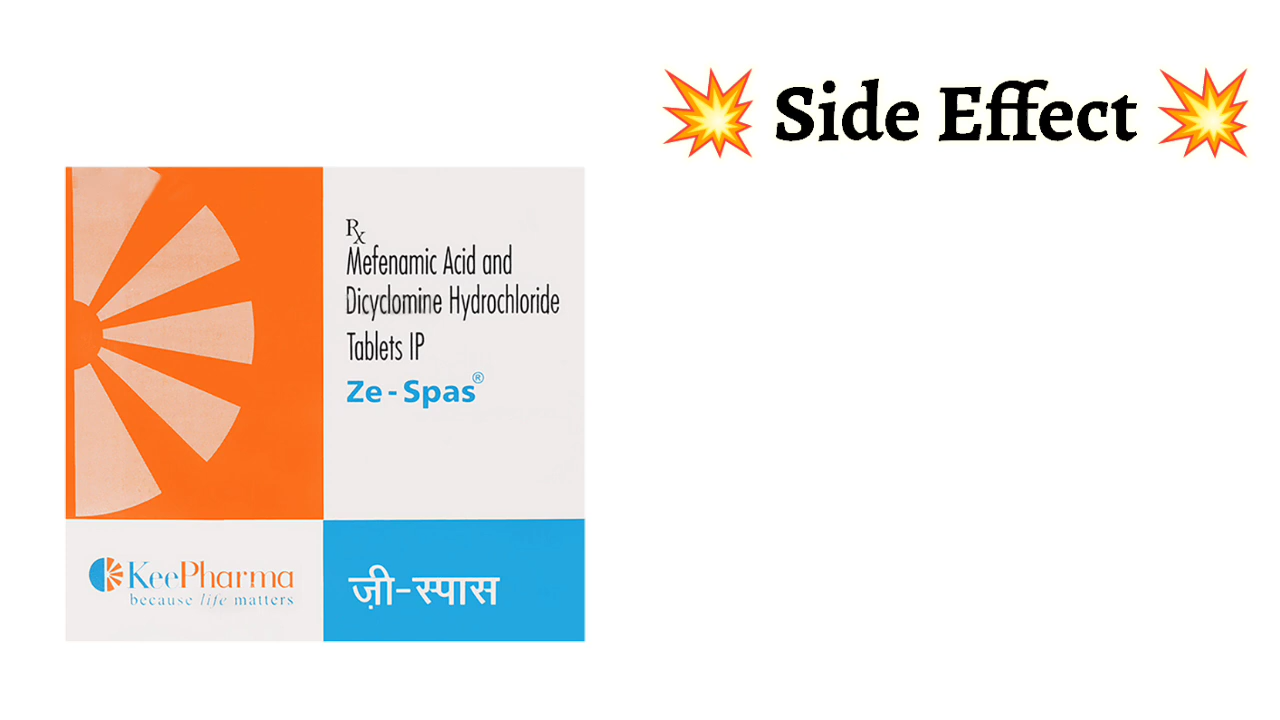 💥 Side Effect 💥
Rx
Mefenamic Acid and
Dicyclomine Hydrochloride
Tablets IP
Ze - Spas®
KeePharma
because life matters
ज़ी-स्पास